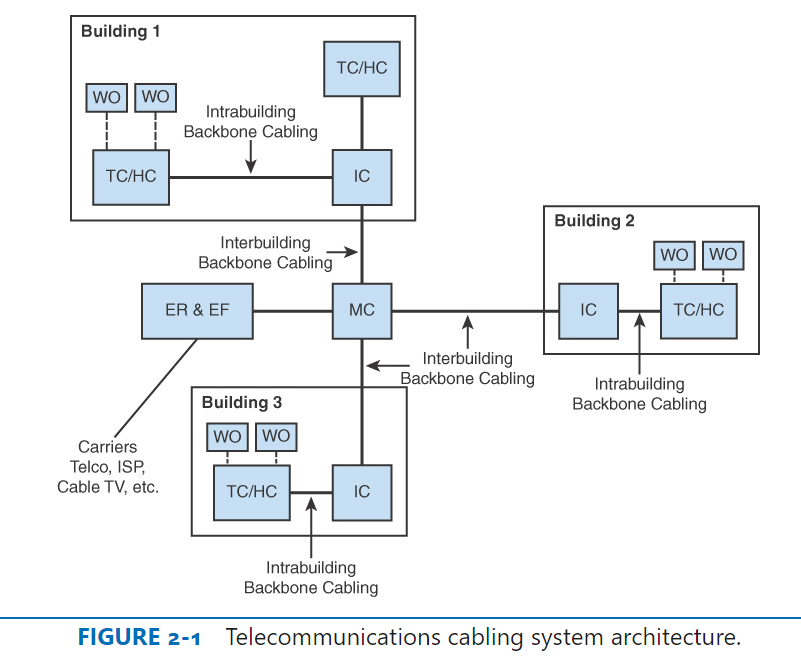 Building 1
TC/HC
WO
WO
Intrabuilding
Backbone Cabling
TC/HC
IC
Interbuilding
Backbone Cabling
Building 2
WO
WO
ER & EF
MC
IC
TC/HC
Interbuilding
Backbone Cabling
Intrabuilding
Backbone Cabling
Building 3
WO
WO
Carriers
Telco, ISP,
Cable TV, etc.
TC/HC
IC
Intrabuilding
Backbone Cabling
FIGURE 2-1 Telecommunications cabling system architecture.